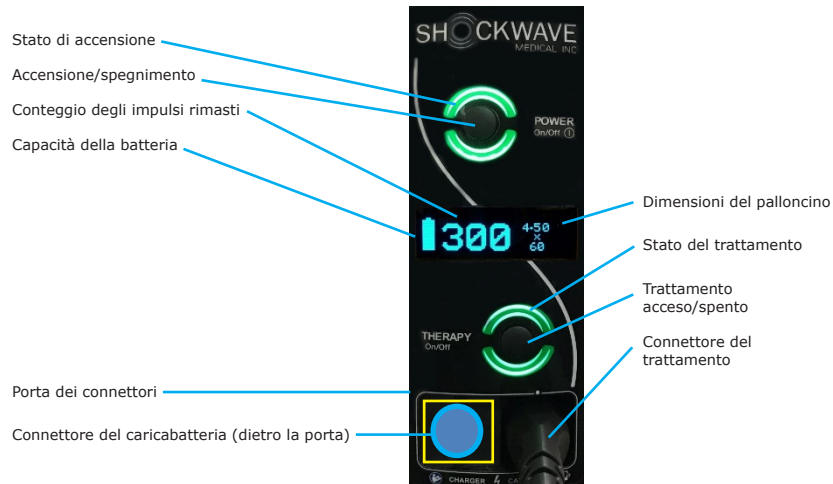 Stato di accensione
Accensione/spegnimento
Conteggio degli impulsi rimasti
Capacità della batteria
SHOCKWAVE
MEDICAL INC
POWER
On/Off
300
4.50
x
60
Dimensioni del palloncino
Stato del trattamento
Trattamento
acceso/spento
THERAPY
On/Off
Connettore del
trattamento
Porta dei connettori
Connettore del caricabatteria (dietro la porta)
CHARGER